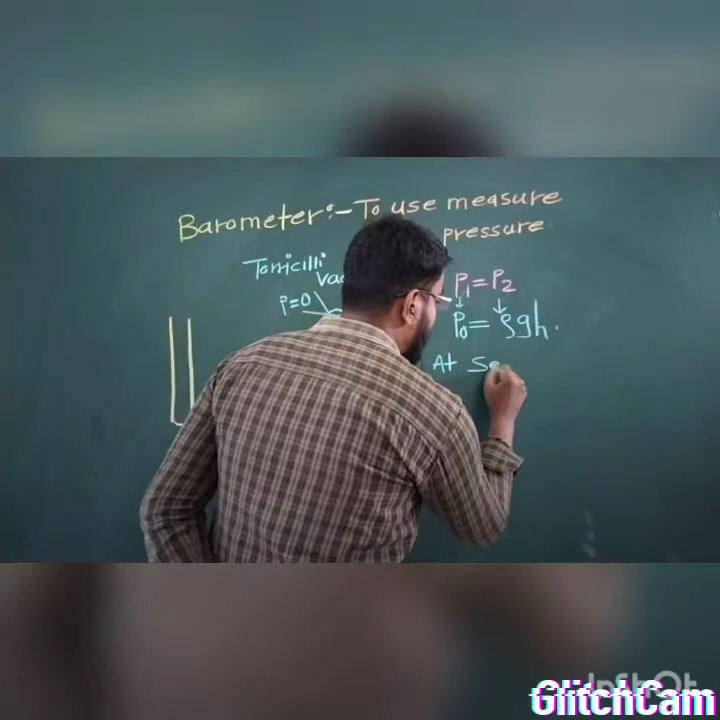 Barometer:- To use measure
pressure
Torricilli
P=0
P₁=P₂
P₀= ρgh.
At Se
GlitchCam